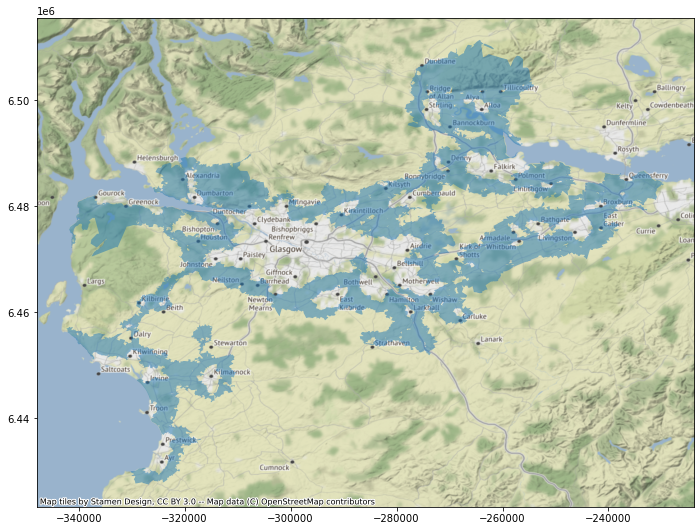 1e6
Dunblane
Bridge
of Allan
Alva
Tillicoultry
Stirling
Alloa
Ballingry
Kelty
Cowdenbeath
6.50
Bannockburn
Dunfermline
Rosyth
Helensburgh
Denny
Falkirk
Alexandria
Bonnybridge
Polmont
Queensferry
Gourock
Dumbarton
Kilsyth
Linlithgow
Greenock
Milngavie
Cumbernauld
6.48
Duntocher
Kirkintilloch
Broxburn
Clydebank
Bathgate
East
Calder
Bishopton
Bishopbriggs
Armadale
Livingston
Currie
Houston
Renfrew
Glasgow
Airdrie
Kirk of
Whitburn
Shotts
Johnstone
Paisley
Bellshill
Giffnock
Largs
Neilston
Barrhead
Bothwell
Motherwell
Kilbirnie
Newton
Mearns
East
Kilbride
Hamilton
Wishaw
6.46
Beith
Larkhall
Carluke
Dalry
Stewarton
Strathaven
Lanark
Kilwinning
Saltcoats
Irvine
Kilmarnock
Troon
6.44
Prestwick
Ayr
Cumnock
Map tiles by Stamen Design, CC BY 3.0 -- Map data (C) OpenStreetMap contributors
−340000 −320000 −300000 −280000 −260000 −240000